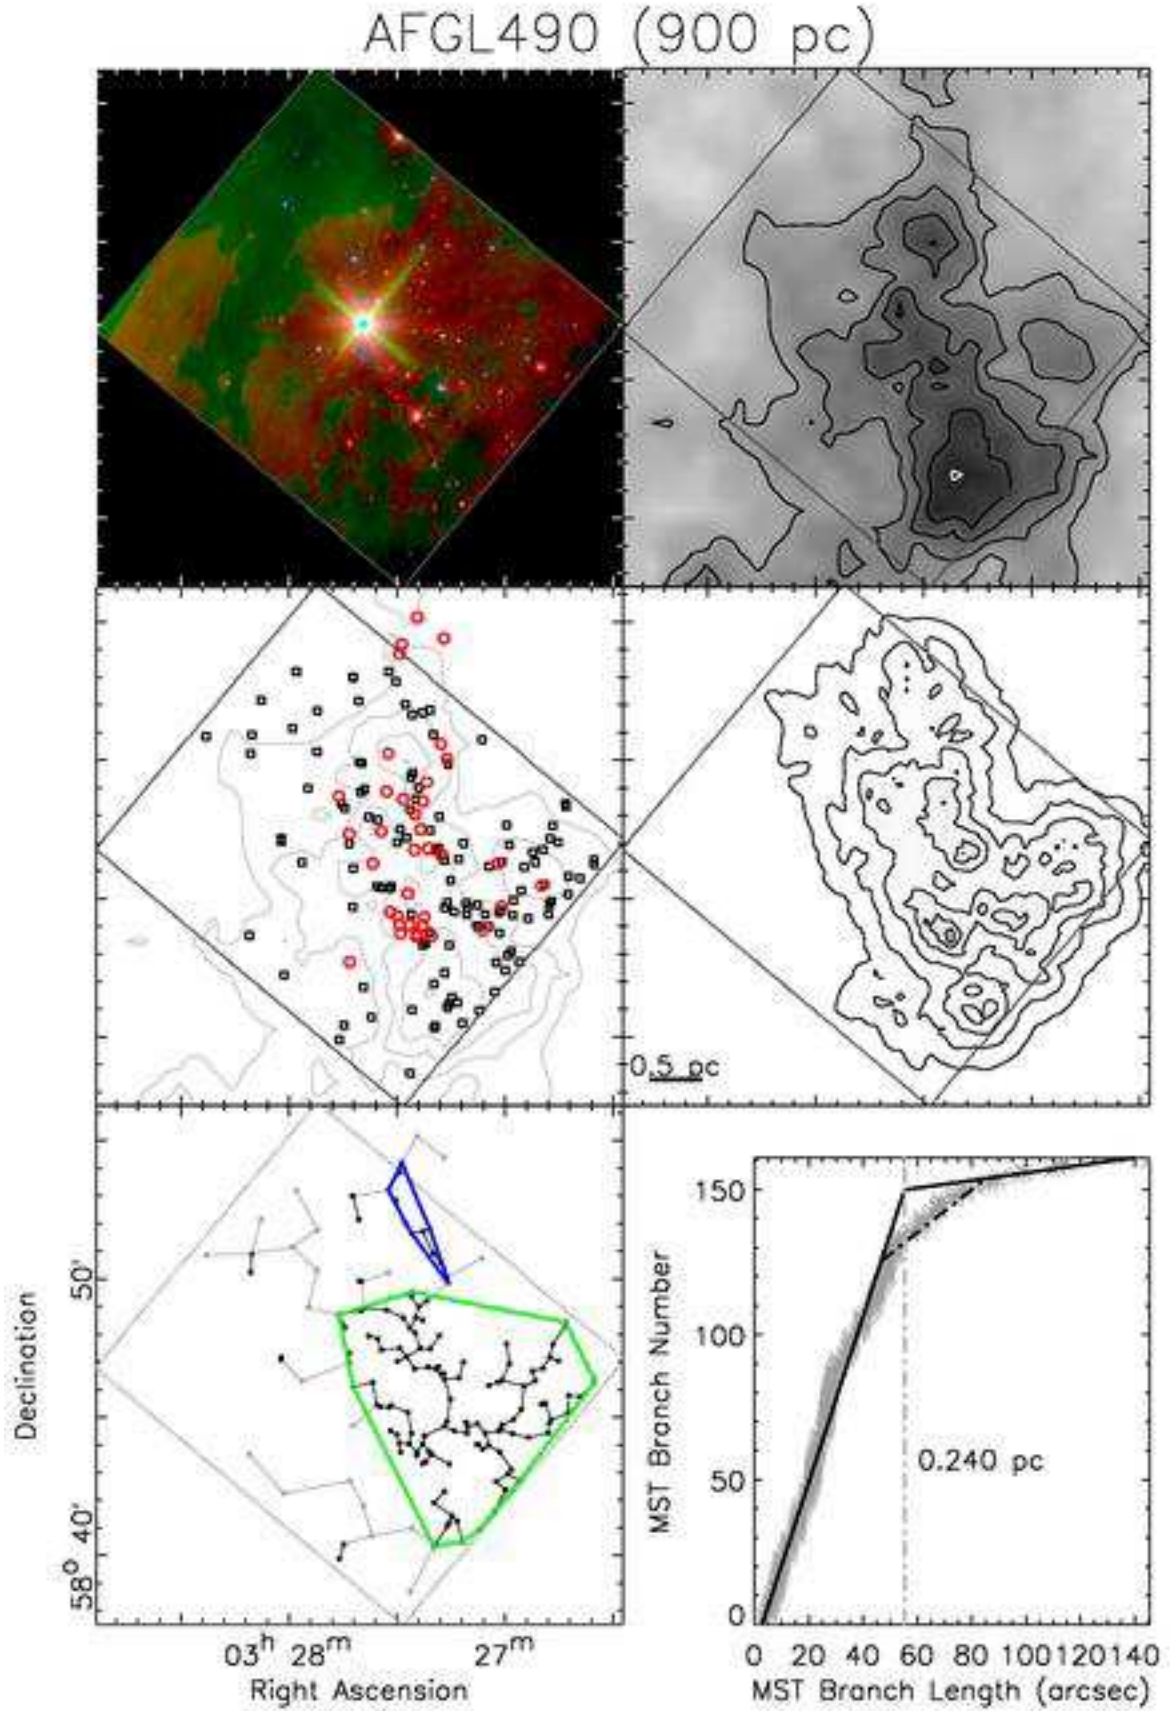 AFGL490 (900 pc)
0.5 pc
50'
58° 40'
Declination
03ʰ 28ᵐ
27ᵐ
Right Ascension
150
100
50
0
MST Branch Number
0.240 pc
0 20 40 60 80 100 120 140
MST Branch Length (arcsec)